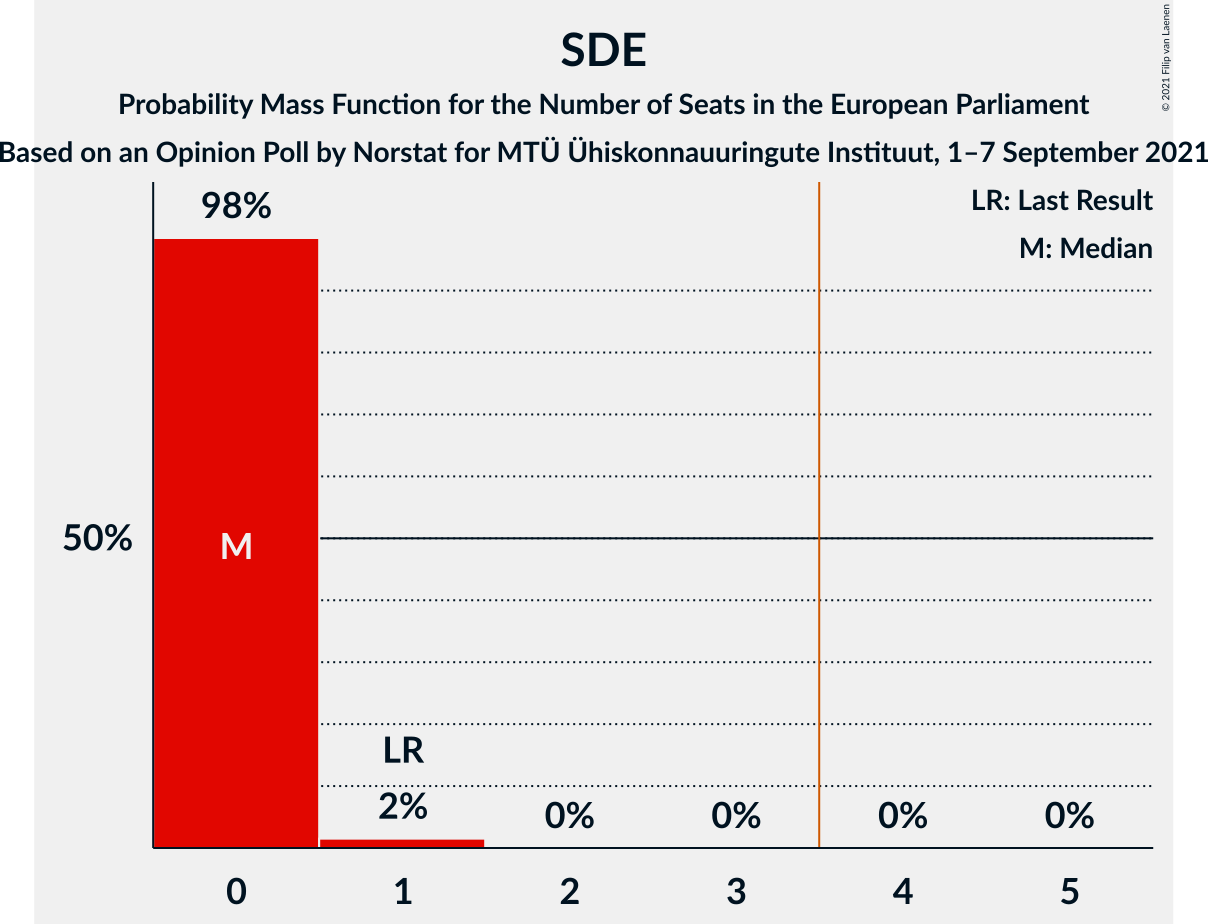 SDE
Probability Mass Function for the Number of Seats in the European Parliament
Based on an Opinion Poll by Norstat for MTÜ Ühiskonnauuringute Instituut, 1–7 September 2021
© 2021 Filip van Laenen
LR: Last Result
M: Median
98%
50%
M
LR
2%
0%
0%
0%
0%
0
1
2
3
4
5